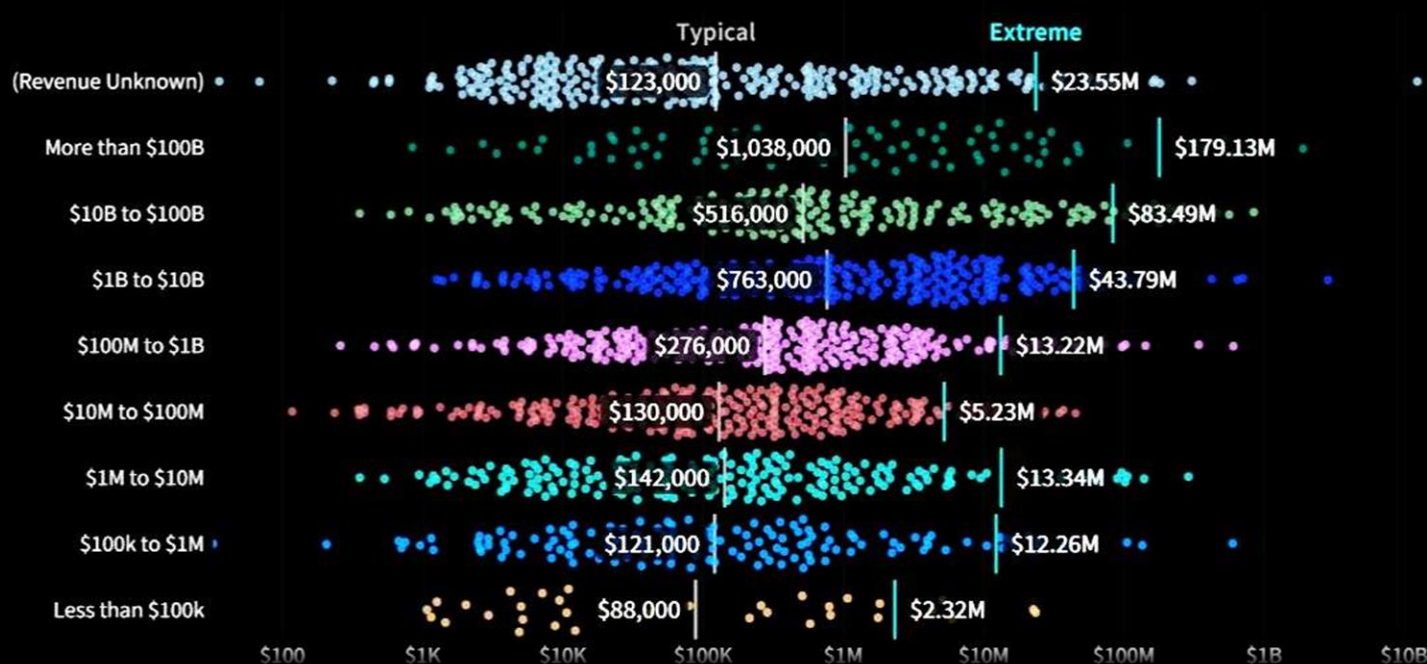 Typical Extreme
(Revenue Unknown) $123,000 $23.55M
More than $100B $1,038,000 $179.13M
$10B to $100B $516,000 $83.49M
$1B to $10B $763,000 $43.79M
$100M to $1B $276,000 $13.22M
$10M to $100M $130,000 $5.23M
$1M to $10M $142,000 $13.34M
$100k to $1M $121,000 $12.26M
Less than $100k $88,000 $2.32M
$100 $1K $10K $100K $1M $10M $100M $1B $10B